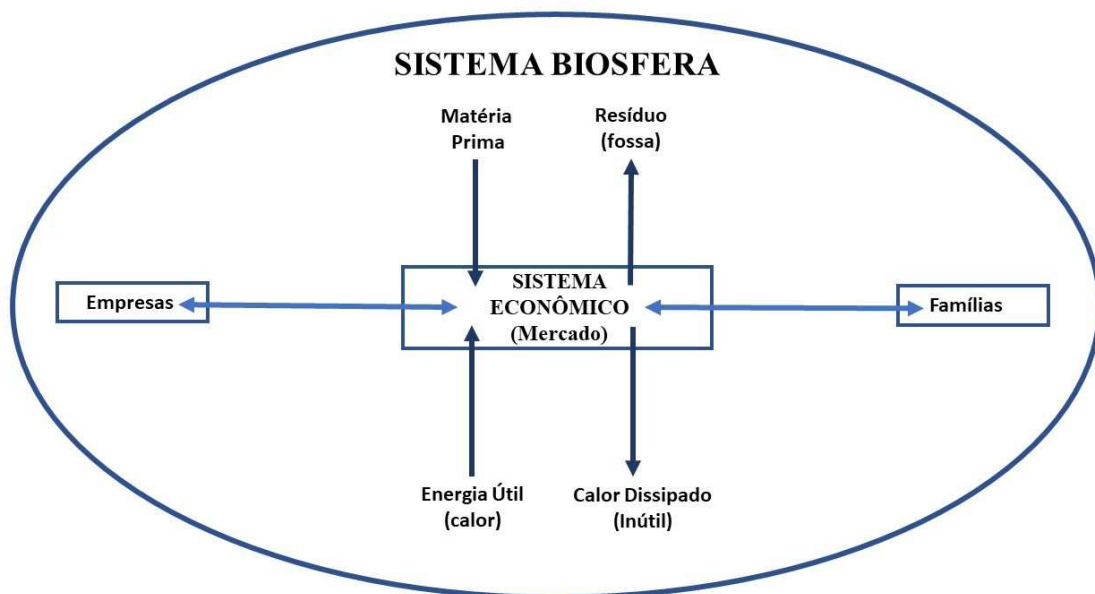 SISTEMA BIOSFERA
Matéria
Prima
Resíduo
(fossa)
Empresas
SISTEMA
ECONÔMICO
(Mercado)
Famílias
Energia Útil
(calor)
Calor Dissipado
(Inútil)